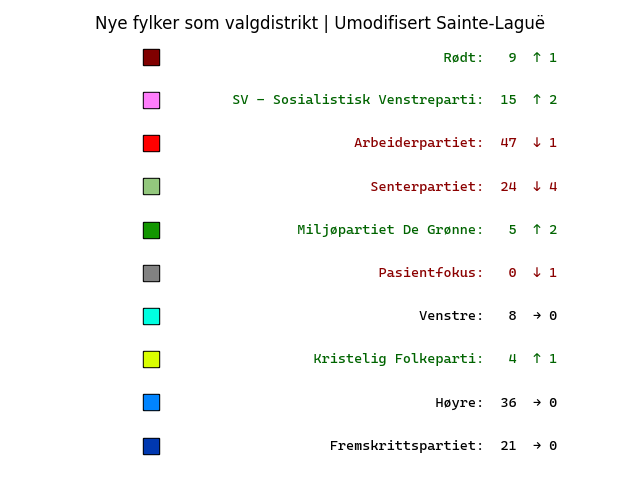 Nye fylker som valgdistrikt | Umodifisert Sainte-Laguë
Rødt: 9 ↑ 1
SV – Sosialistisk Venstreparti: 15 ↑ 2
Arbeiderpartiet: 47 ↓ 1
Senterpartiet: 24 ↓ 4
Miljøpartiet De Grønne: 5 ↑ 2
Pasientfokus: 0 ↓ 1
Venstre: 8 → 0
Kristelig Folkeparti: 4 ↑ 1
Høyre: 36 → 0
Fremskrittspartiet: 21 → 0